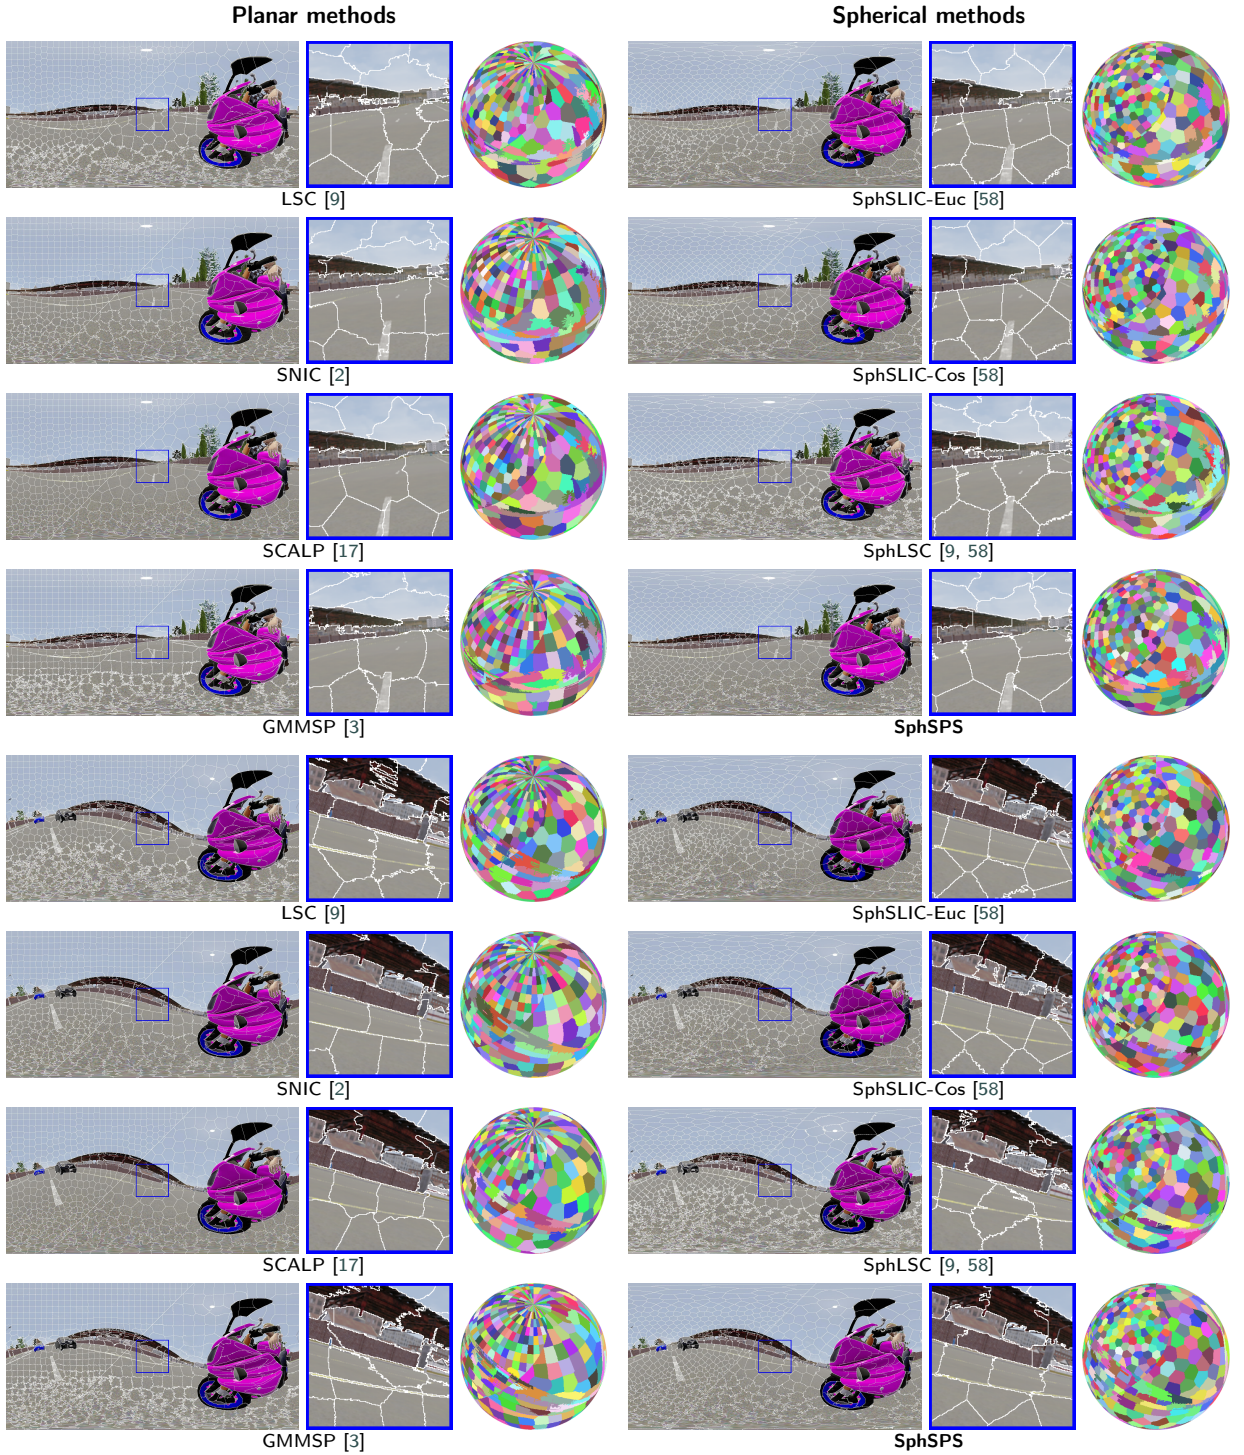 Planar methods
Spherical methods
LSC [9]
SphSLIC-Euc [58]
SNIC [2]
SphSLIC-Cos [58]
SCALP [17]
SphLSC [9, 58]
GMMSP [3]
SphSPS
LSC [9]
SphSLIC-Euc [58]
SNIC [2]
SphSLIC-Cos [58]
SCALP [17]
SphLSC [9, 58]
GMMSP [3]
SphSPS